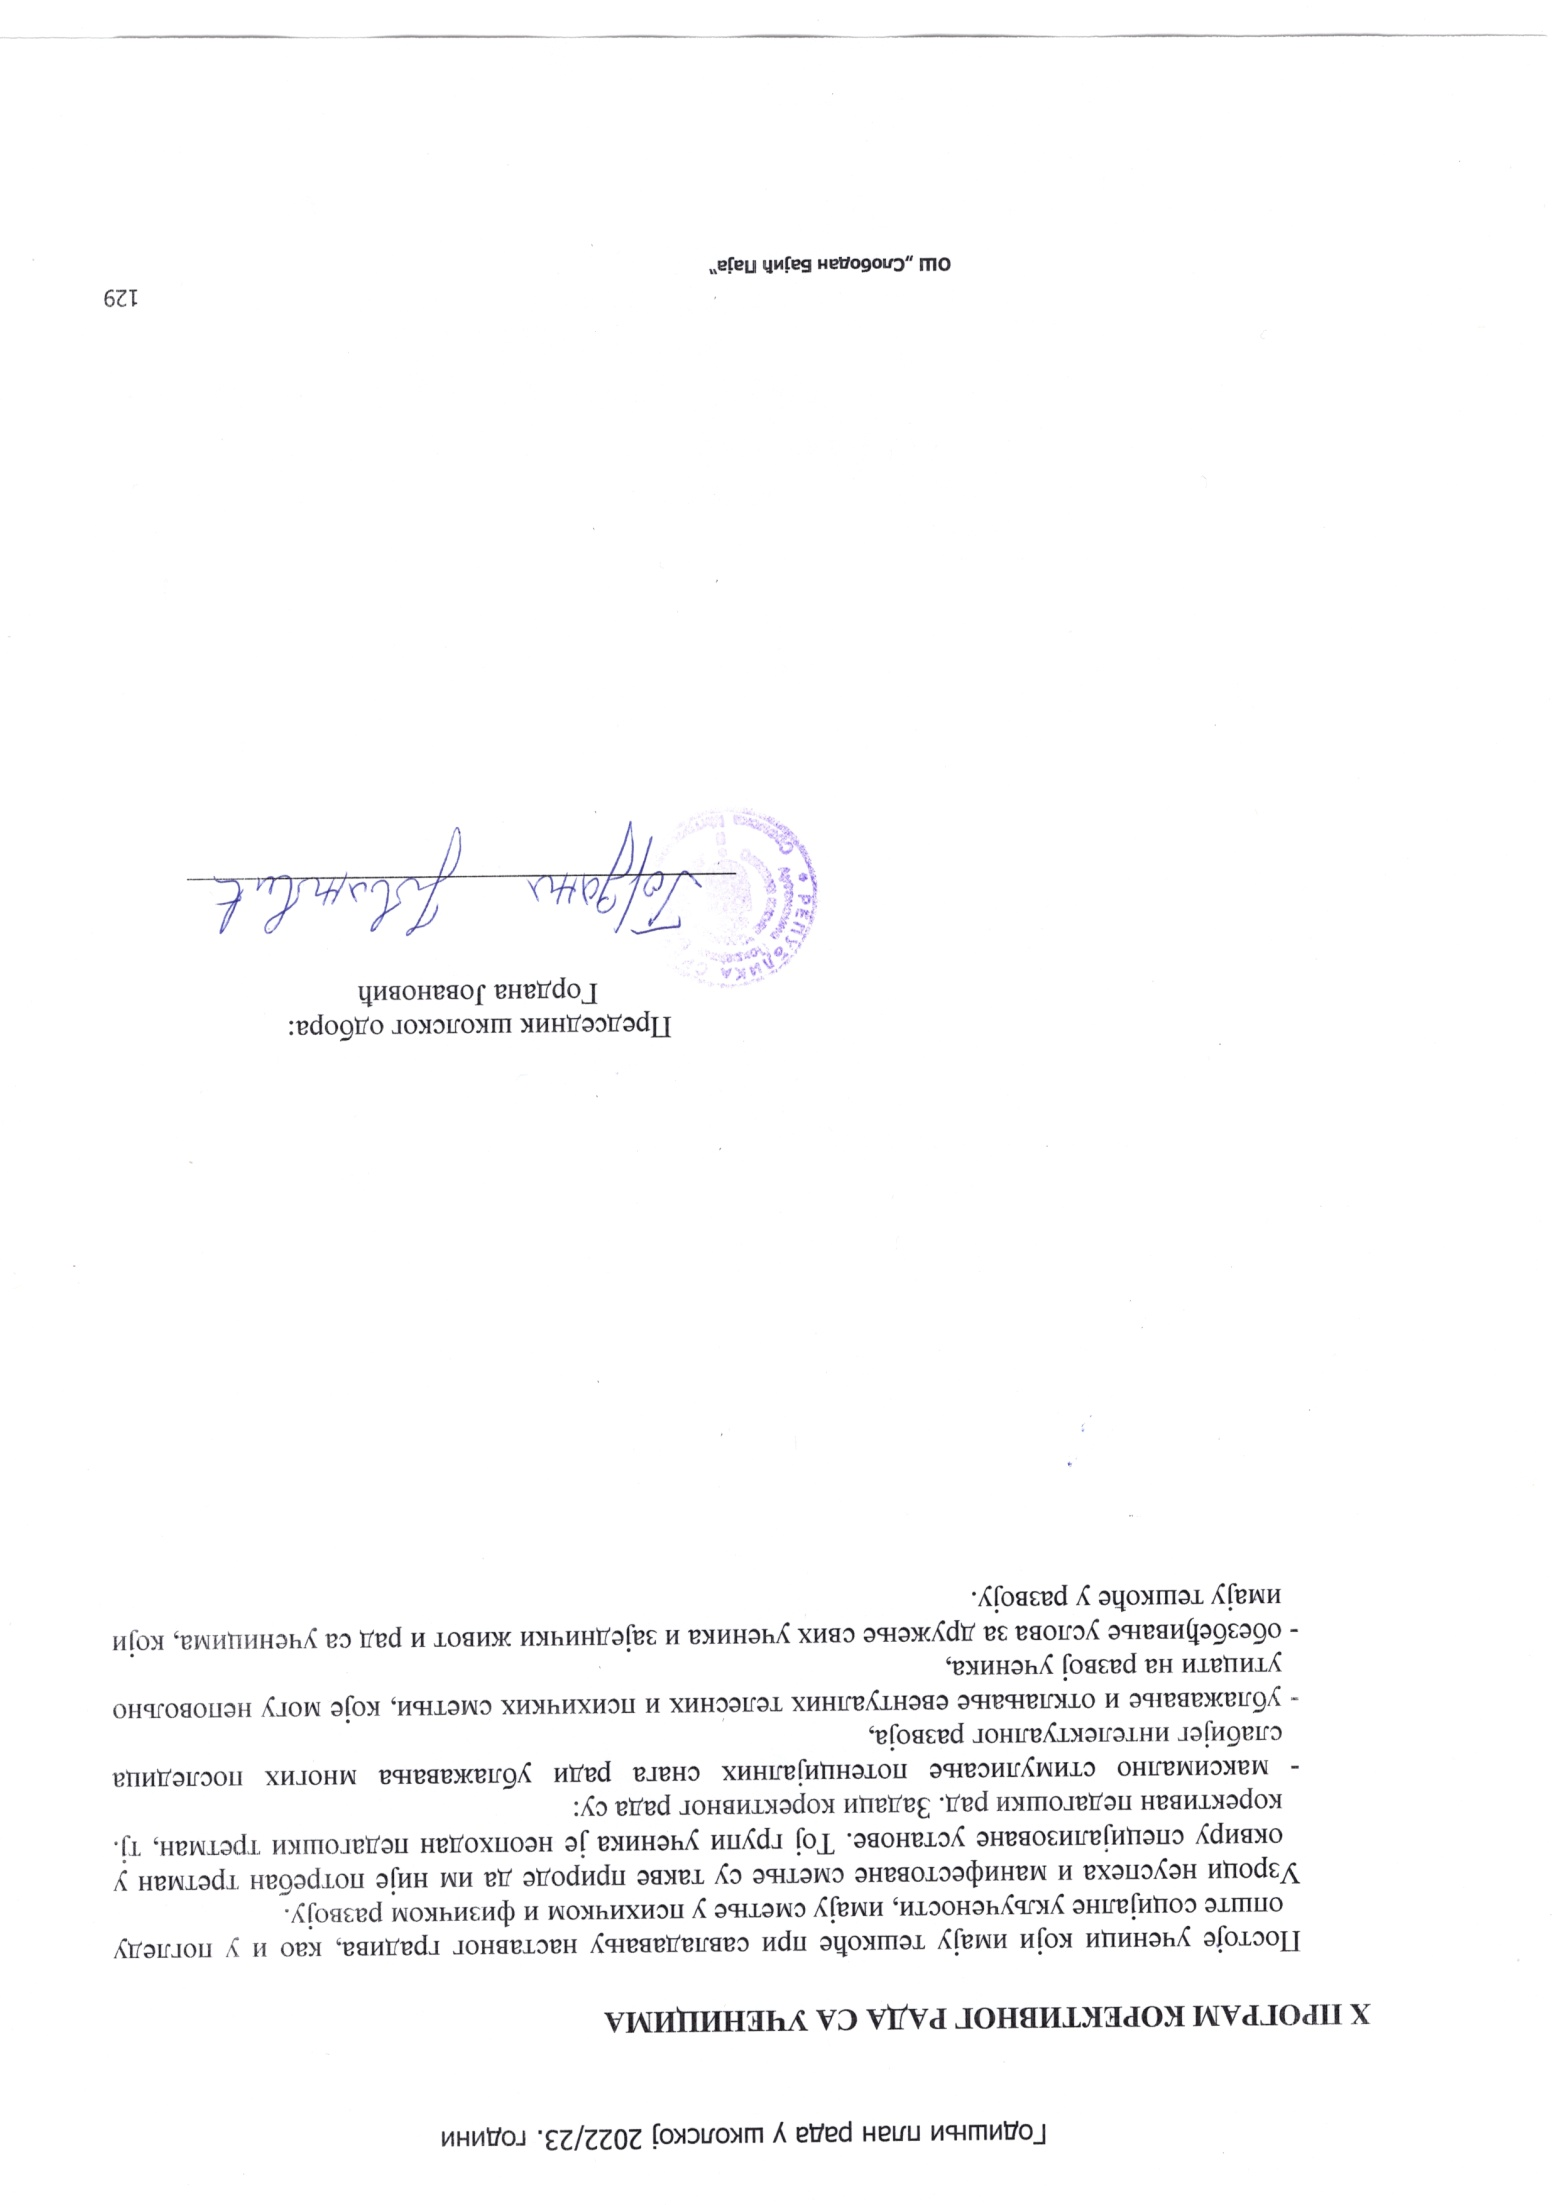 Годишњи план рада у школској 2022/23. години
X ПРОГРАМ КОРЕКТИВНОГ РАДА СА УЧЕНИЦИМА
Постоје ученици који имају тешкоће при савладавању наставног градива, као и у погледу
опште социјалне укључености, имају сметње у психичком и физичком развоју.
Узроци неуспеха и манифестоване сметње су такве природе да им није потребан третман у
оквиру специјализоване установе. Тој групи ученика је неопходан педагошки третман, тј.
корективан педагошки рад. Задаци корективног рада су:
- максимално стимулисање потенцијалних снага ради ублажавања многих последица
слабијег интелектуалног развоја,
- ублажавање и отклањање евентуалних телесних и психичких сметњи, које могу неповољно
утицати на развој ученика,
- обезбеђивање услова за дружење свих ученика и заједнички живот и рад са ученицима, који
имају тешкоће у развоју.
Председник школског одбора:
Гордана Јовановић
РЕПУБЛИКА
Гордана Јовановић
129
ОШ „Слободан Бајић Паја"